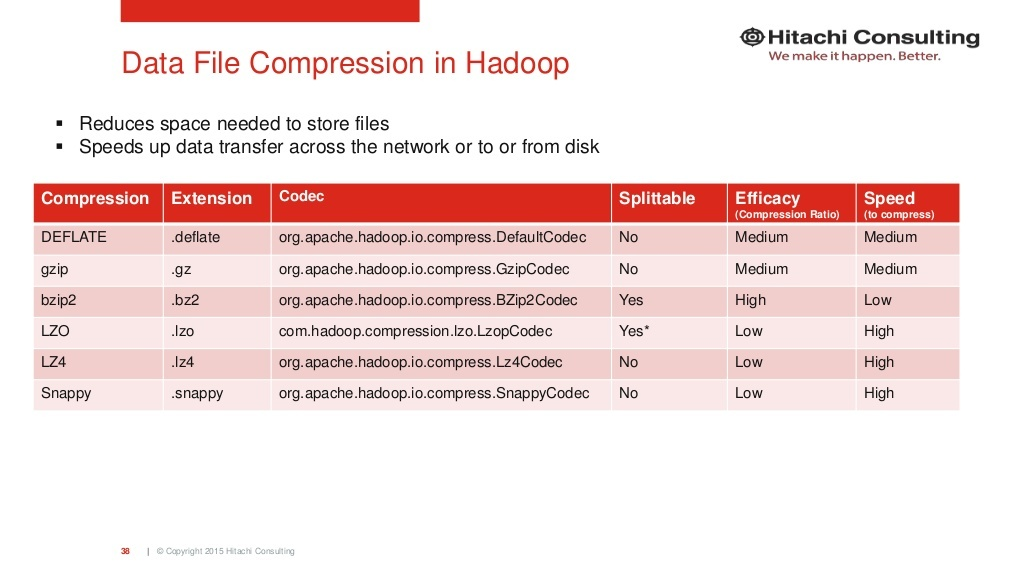 Hitachi Consulting
We make it happen. Better.
Data File Compression in Hadoop
▪ Reduces space needed to store files
▪ Speeds up data transfer across the network or to or from disk
Compression Extension Codec Splittable Efficacy (Compression Ratio) Speed (to compress)
DEFLATE .deflate org.apache.hadoop.io.compress.DefaultCodec No Medium Medium
gzip .gz org.apache.hadoop.io.compress.GzipCodec No Medium Medium
bzip2 .bz2 org.apache.hadoop.io.compress.BZip2Codec Yes High Low
LZO .lzo com.hadoop.compression.lzo.LzopCodec Yes* Low High
LZ4 .lz4 org.apache.hadoop.io.compress.Lz4Codec No Low High
Snappy .snappy org.apache.hadoop.io.compress.SnappyCodec No Low High
38 | © Copyright 2015 Hitachi Consulting